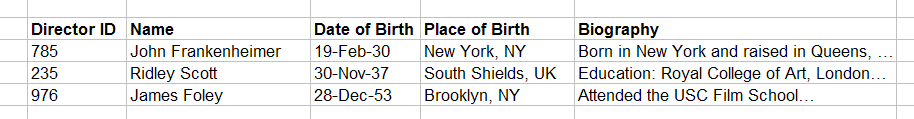 Director ID Name Date of Birth Place of Birth Biography
785 John Frankenheimer 19-Feb-30 New York, NY Born in New York and raised in Queens, ...
235 Ridley Scott 30-Nov-37 South Shields, UK Education: Royal College of Art, London...
976 James Foley 28-Dec-53 Brooklyn, NY Attended the USC Film School...